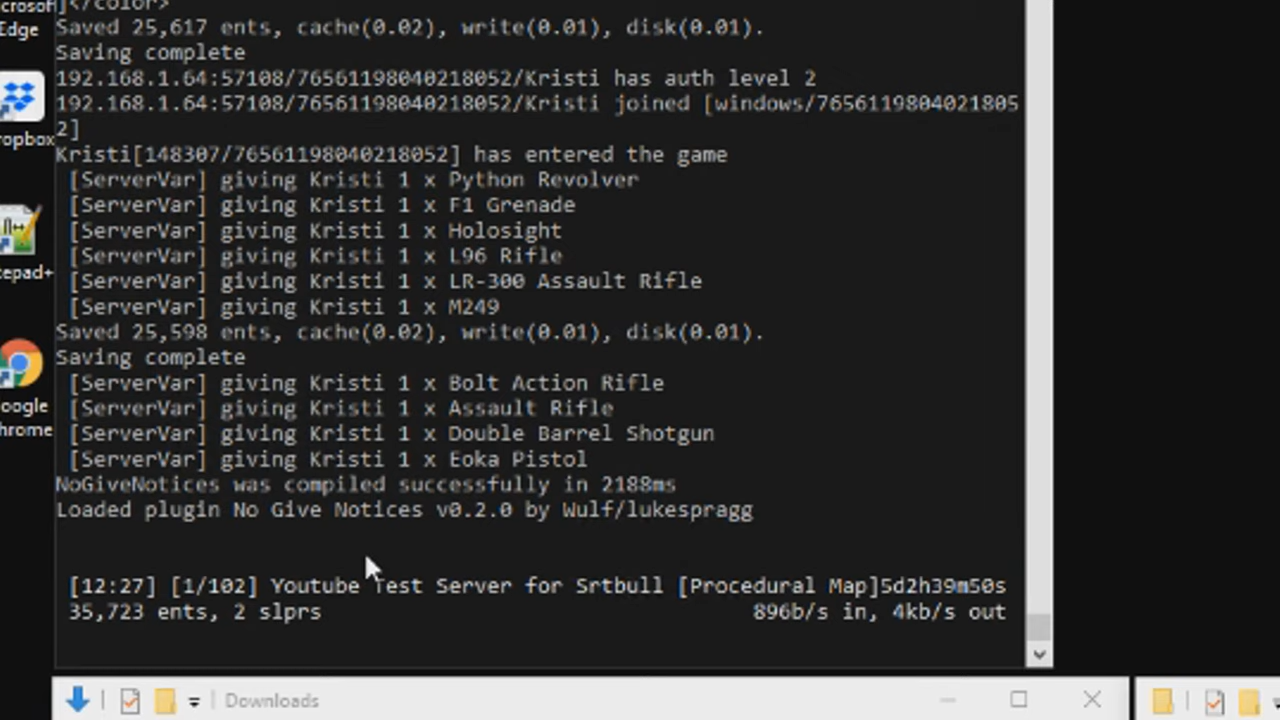 crosoft
Edge
]</color>
Saved 25,617 ents, cache(0.02), write(0.01), disk(0.01).
Saving complete
192.168.1.64:57108/76561198040218052/Kristi has auth level 2
192.168.1.64:57108/76561198040218052/Kristi joined [windows/7656119804021805
2]
ropbox
Kristi[148307/76561198040218052] has entered the game
[ServerVar] giving Kristi 1 x Python Revolver
[ServerVar] giving Kristi 1 x F1 Grenade
[ServerVar] giving Kristi 1 x Holosight
[ServerVar] giving Kristi 1 x L96 Rifle
tepad+
[ServerVar] giving Kristi 1 x LR-300 Assault Rifle
[ServerVar] giving Kristi 1 x M249
Saved 25,598 ents, cache(0.02), write(0.01), disk(0.01).
Saving complete
[ServerVar] giving Kristi 1 x Bolt Action Rifle
[ServerVar] giving Kristi 1 x Assault Rifle
oogle
hrome
[ServerVar] giving Kristi 1 x Double Barrel Shotgun
[ServerVar] giving Kristi 1 x Eoka Pistol
NoGiveNotices was compiled successfully in 2188ms
Loaded plugin No Give Notices v0.2.0 by Wulf/lukespragg
[12:27] [1/102] Youtube Test Server for Srtbull [Procedural Map]5d2h39m50s
35,723 ents, 2 slprs 896b/s in, 4kb/s out
Downloads